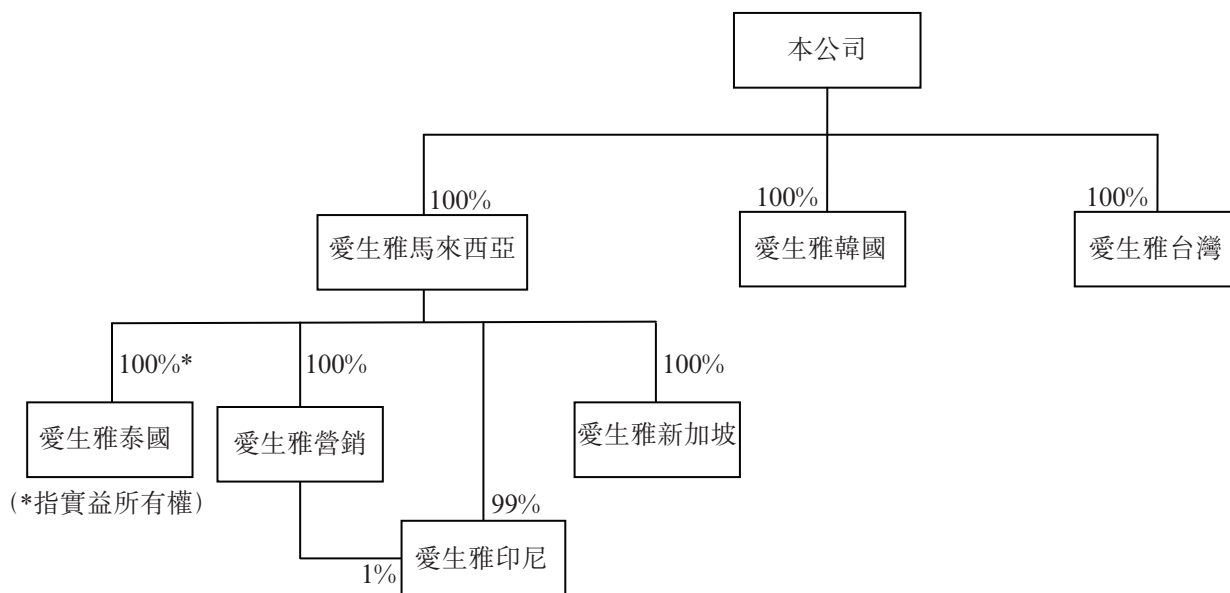 本公司
100%
100%
100%
愛生雅馬來西亞
愛生雅韓國
愛生雅台灣
100%*
100%
100%
愛生雅泰國
愛生雅營銷
愛生雅新加坡
(*指實益所有權)
99%
愛生雅印尼
1%